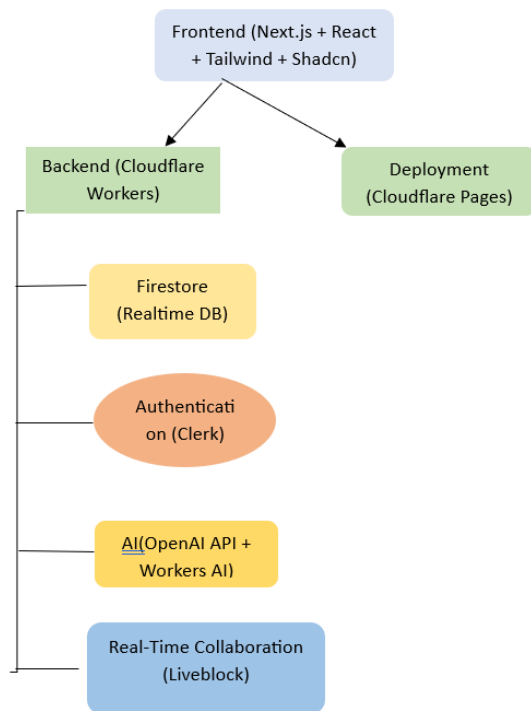 Frontend (Next.js + React
+ Tailwind + Shadcn)
Backend (Cloudflare
Workers)
Deployment
(Cloudflare Pages)
Firestore
(Realtime DB)
Authenticati
on (Clerk)
AI(OpenAI API +
Workers AI)
Real-Time Collaboration
(Liveblock)